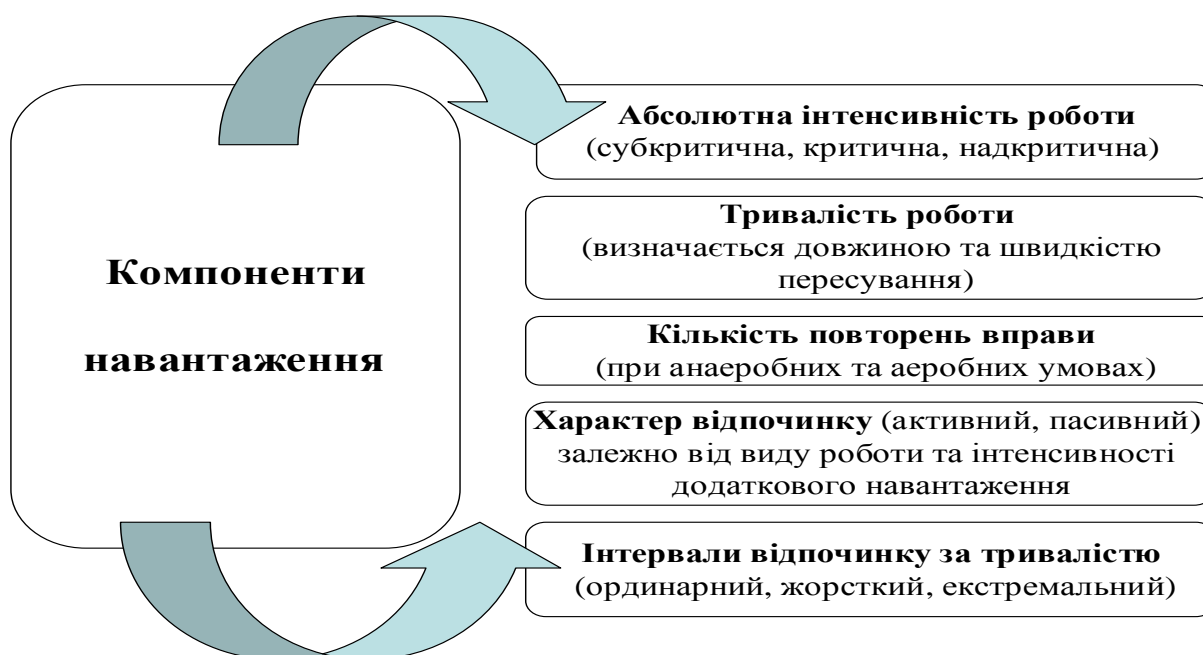 Компоненти
навантаження
Абсолютна інтенсивність роботи
(субкритична, критична, надкритична)
Тривалість роботи
(визначається довжиною та швидкістю
пересування)
Кількість повторень вправи
(при анаеробних та аеробних умовах)
Характер відпочинку (активний, пасивний)
залежно від виду роботи та інтенсивності
додаткового навантаження
Інтервали відпочинку за тривалістю
(ординарний, жорсткий, екстремальний)